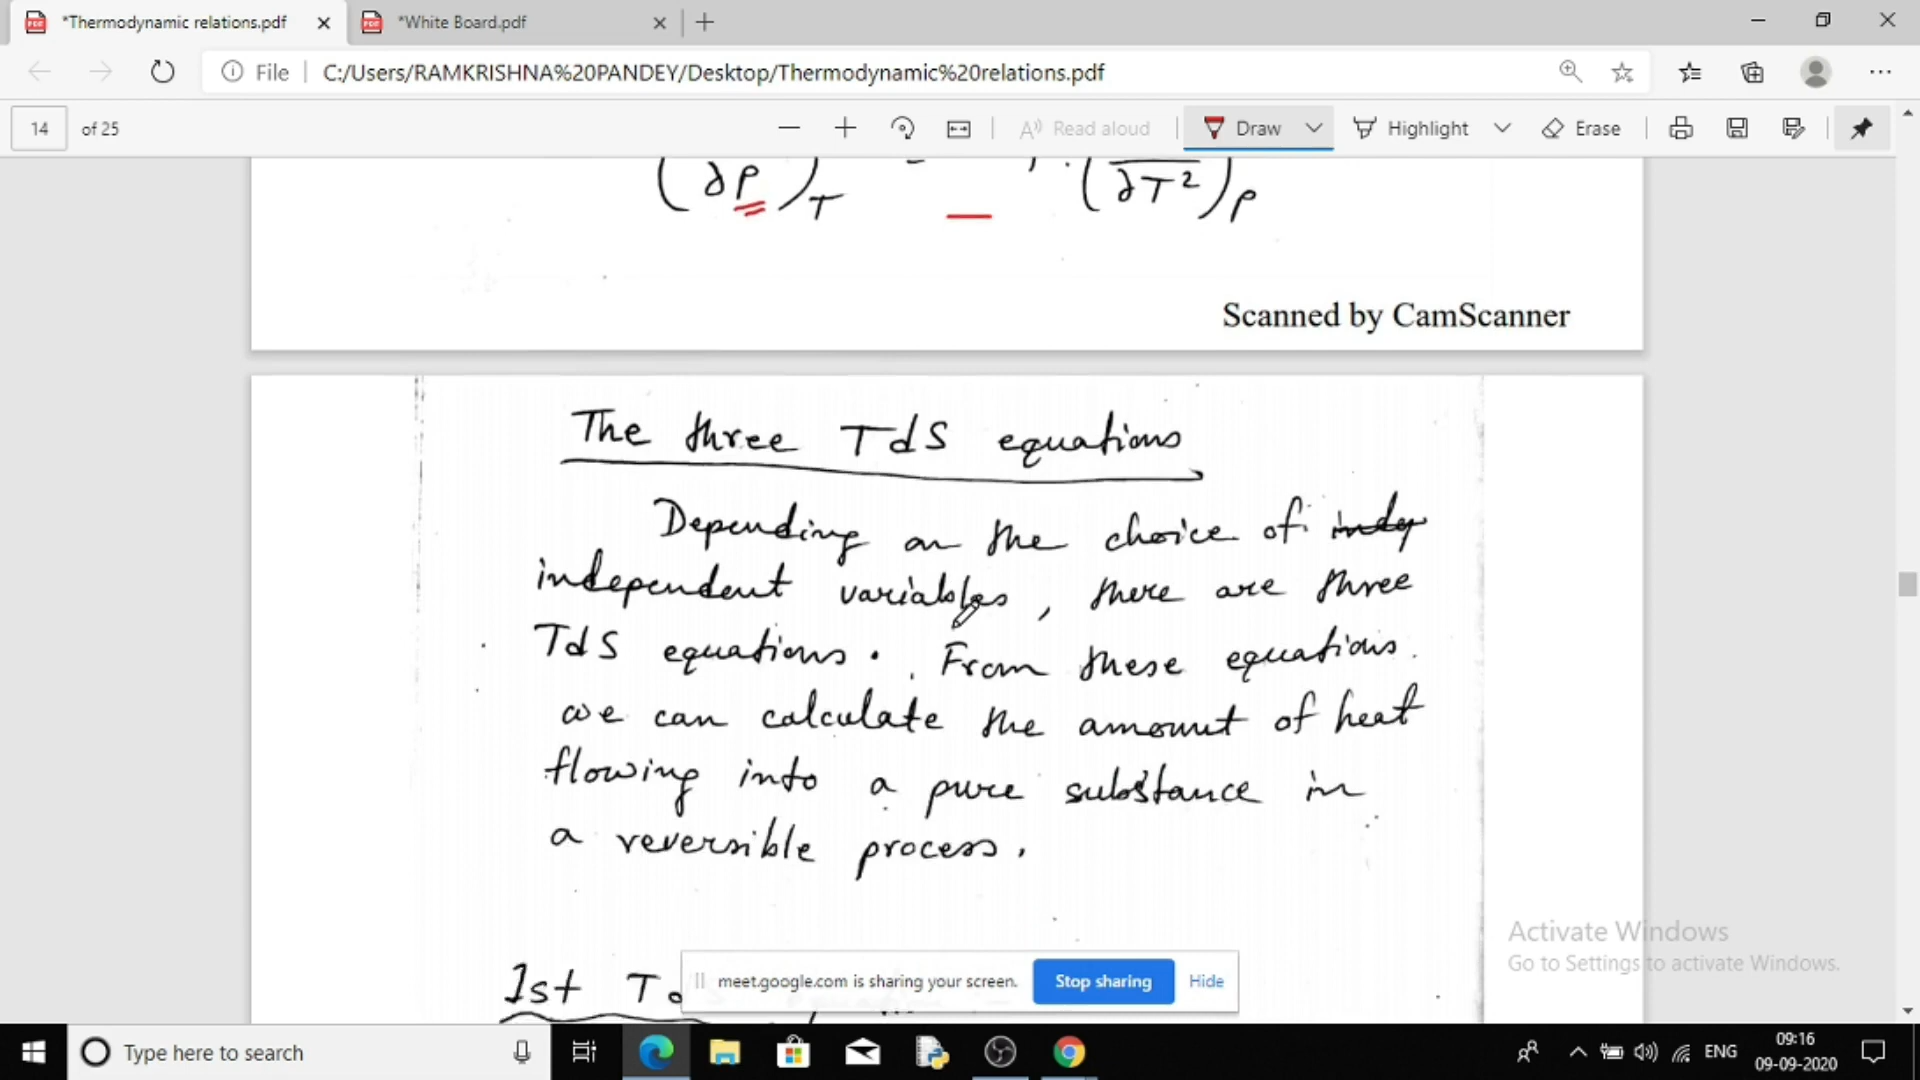 *Thermodynamic relations.pdf
*White Board.pdf
File
C:/Users/RAMKRISHNA%20PANDEY/Desktop/Thermodynamic%20relations.pdf
14 of 25
Read aloud
Draw
Highlight
Erase
(∂P)T = (∂T²)P
Scanned by CamScanner
The three TdS equations
Depending on the choice of indep
independent variables, there are three
TdS equations. From these equations
we can calculate the amount of heat
flowing into a pure substance in
a reversible process.
Activate Windows
Go to Settings to activate Windows.
Ist Td
meet.google.com is sharing your screen.
Stop sharing
Hide
Type here to search
ENG
09:16
09-09-2020